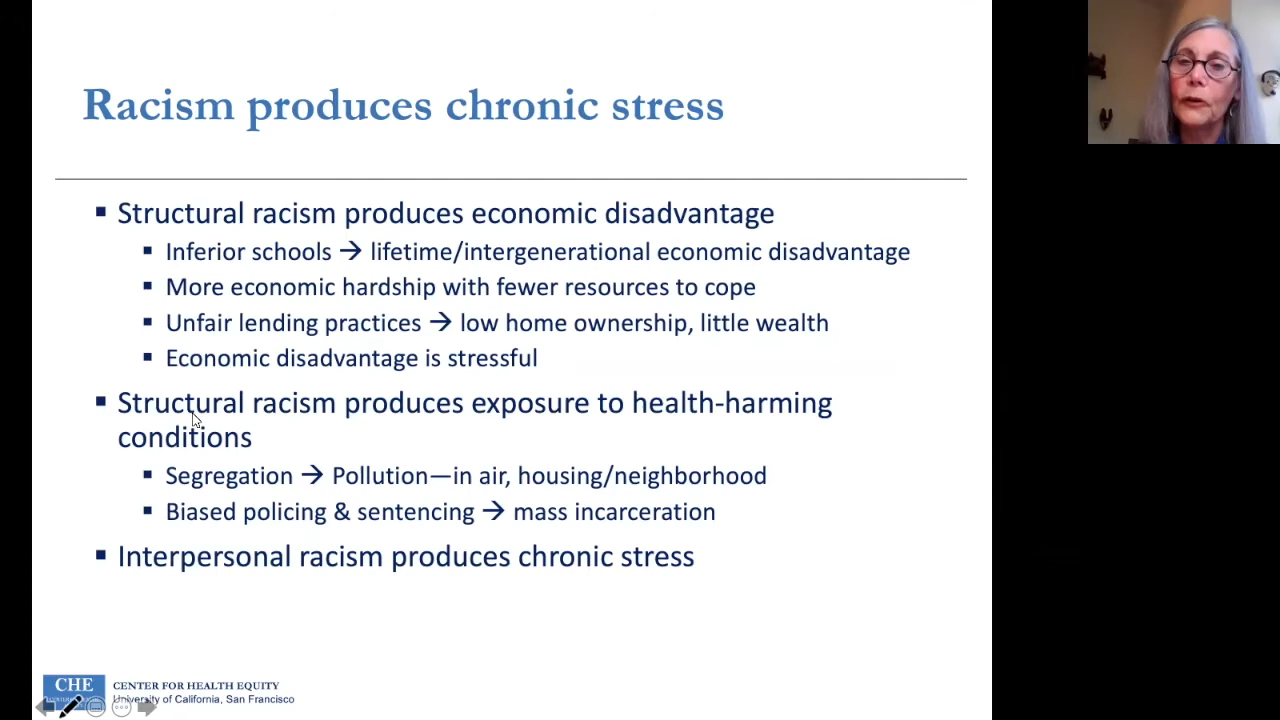 Racism produces chronic stress
▪ Structural racism produces economic disadvantage
▪ Inferior schools → lifetime/intergenerational economic disadvantage
▪ More economic hardship with fewer resources to cope
▪ Unfair lending practices → low home ownership, little wealth
▪ Economic disadvantage is stressful
▪ Structural racism produces exposure to health-harming
conditions
▪ Segregation → Pollution—in air, housing/neighborhood
▪ Biased policing & sentencing → mass incarceration
▪ Interpersonal racism produces chronic stress
CHE
CENTER FOR HEALTH EQUITY
University of California, San Francisco